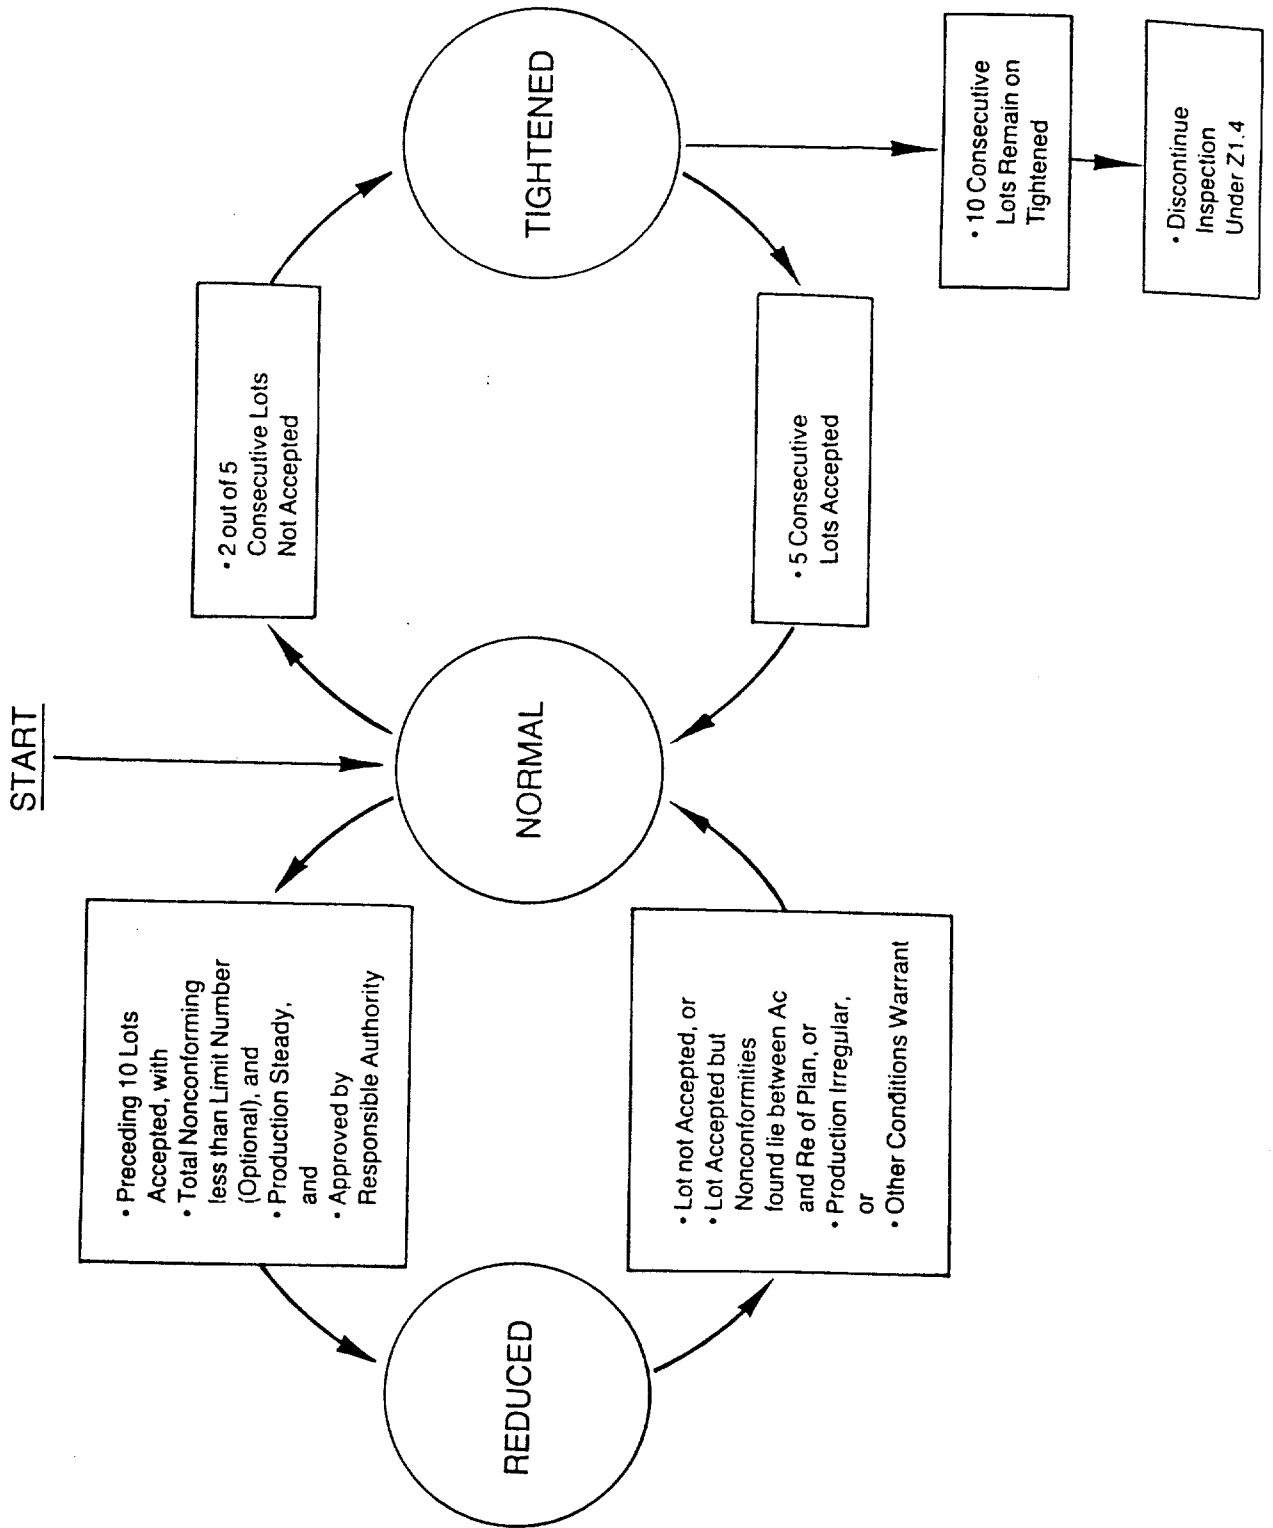 START
• Preceding 10 Lots
Accepted, with
• Total Nonconforming
less than Limit Number
(Optional), and
• Production Steady,
and
• Approved by
Responsible Authority
• 2 out of 5
Consecutive Lots
Not Accepted
REDUCED
NORMAL
TIGHTENED
• Lot not Accepted, or
• Lot Accepted but
Nonconformities
found lie between Ac
and Re of Plan, or
• Production Irregular,
or
• Other Conditions Warrant
• 5 Consecutive
Lots Accepted
• 10 Consecutive
Lots Remain on
Tightened
• Discontinue
Inspection
Under Z1.4